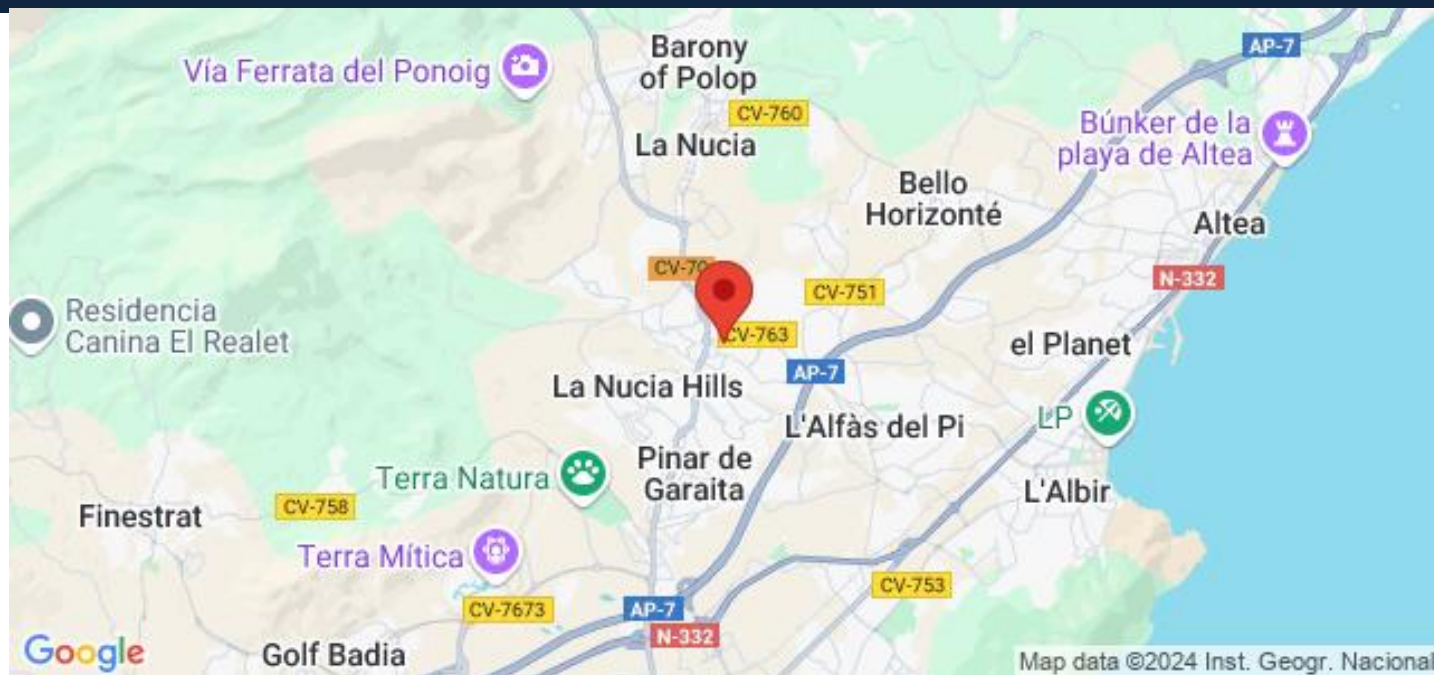 Barony
of Polop
AP-7
Vía Ferrata del Ponoig
CV-760
Búnker de la
playa de Altea
La Nucia
Bello
Horizonté
Altea
CV-70
N-332
CV-751
Residencia
Canina El Realet
CV-763
el Planet
AP-7
La Nucia Hills
LP
L'Alfàs del Pi
Pinar de
Garaita
Terra Natura
L'Albir
CV-758
Finestrat
Terra Mítica
CV-753
CV-7673
AP-7
N-332
Google
Golf Badia
Map data ©2024 Inst. Geogr. Nacional